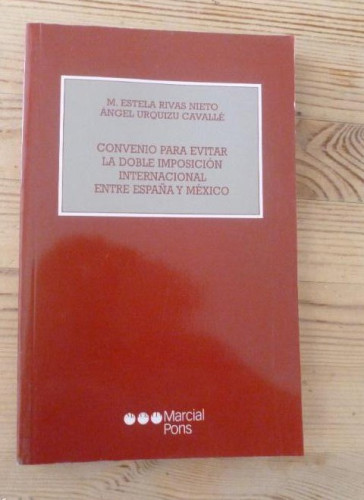 M. ESTELA RIVAS NIETO
ÁNGEL URQUIZU CAVALLÉ
CONVENIO PARA EVITAR
LA DOBLE IMPOSICIÓN
INTERNACIONAL
ENTRE ESPAÑA Y MÉXICO
Marcial
Pons